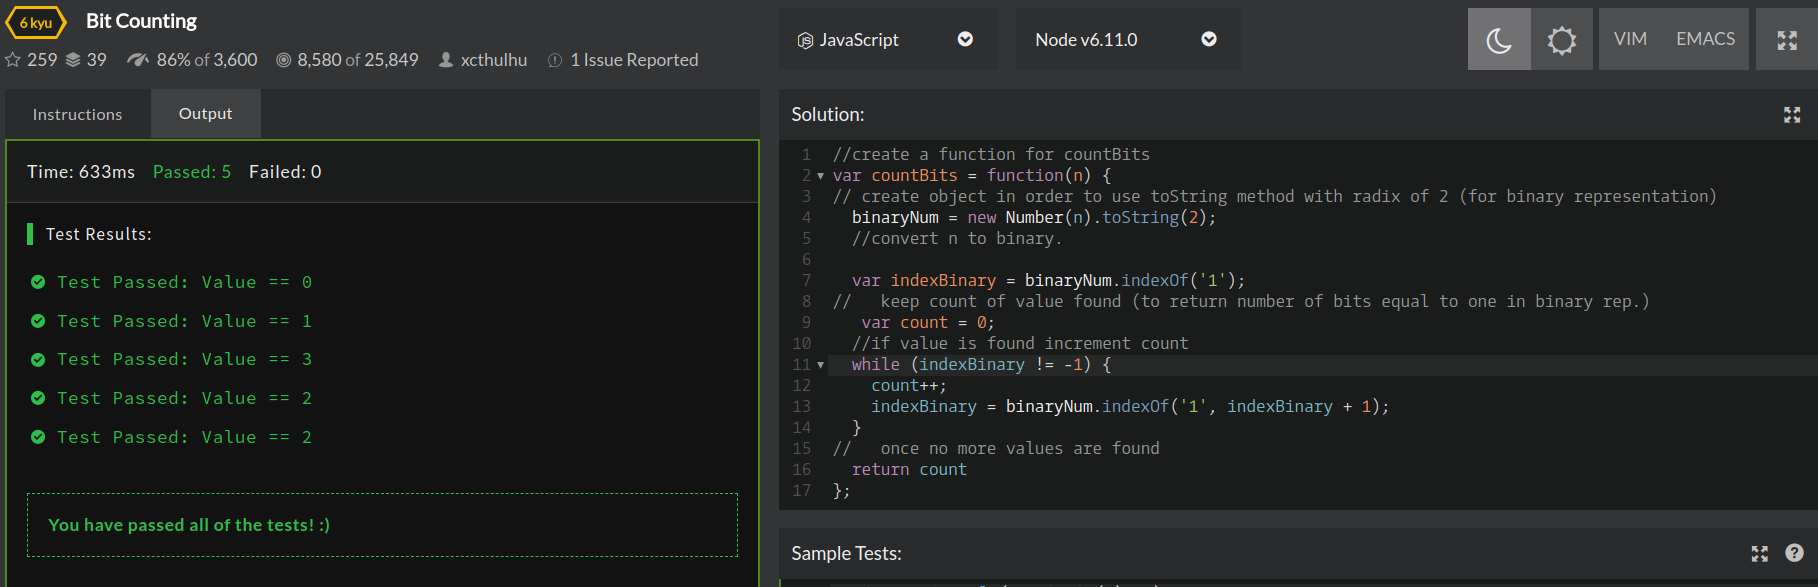 6 kyu
Bit Counting
259 39 86% of 3,600 8,580 of 25,849 xcthulhu 1 Issue Reported
JavaScript
Node v6.11.0
VIM
EMACS
Instructions
Output
Time: 633ms Passed: 5 Failed: 0
Test Results:
Test Passed: Value == 0
Test Passed: Value == 1
Test Passed: Value == 3
Test Passed: Value == 2
Test Passed: Value == 2
You have passed all of the tests! :)
Solution:
1 //create a function for countBits
2 var countBits = function(n) {
3 // create object in order to use toString method with radix of 2 (for binary representation)
4   binaryNum = new Number(n).toString(2);
5   //convert n to binary.
6
7   var indexBinary = binaryNum.indexOf('1');
8 //   keep count of value found (to return number of bits equal to one in binary rep.)
9    var count = 0;
10   //if value is found increment count
11   while (indexBinary != -1) {
12     count++;
13     indexBinary = binaryNum.indexOf('1', indexBinary + 1);
14   }
15 //   once no more values are found
16   return count
17 };
Sample Tests: